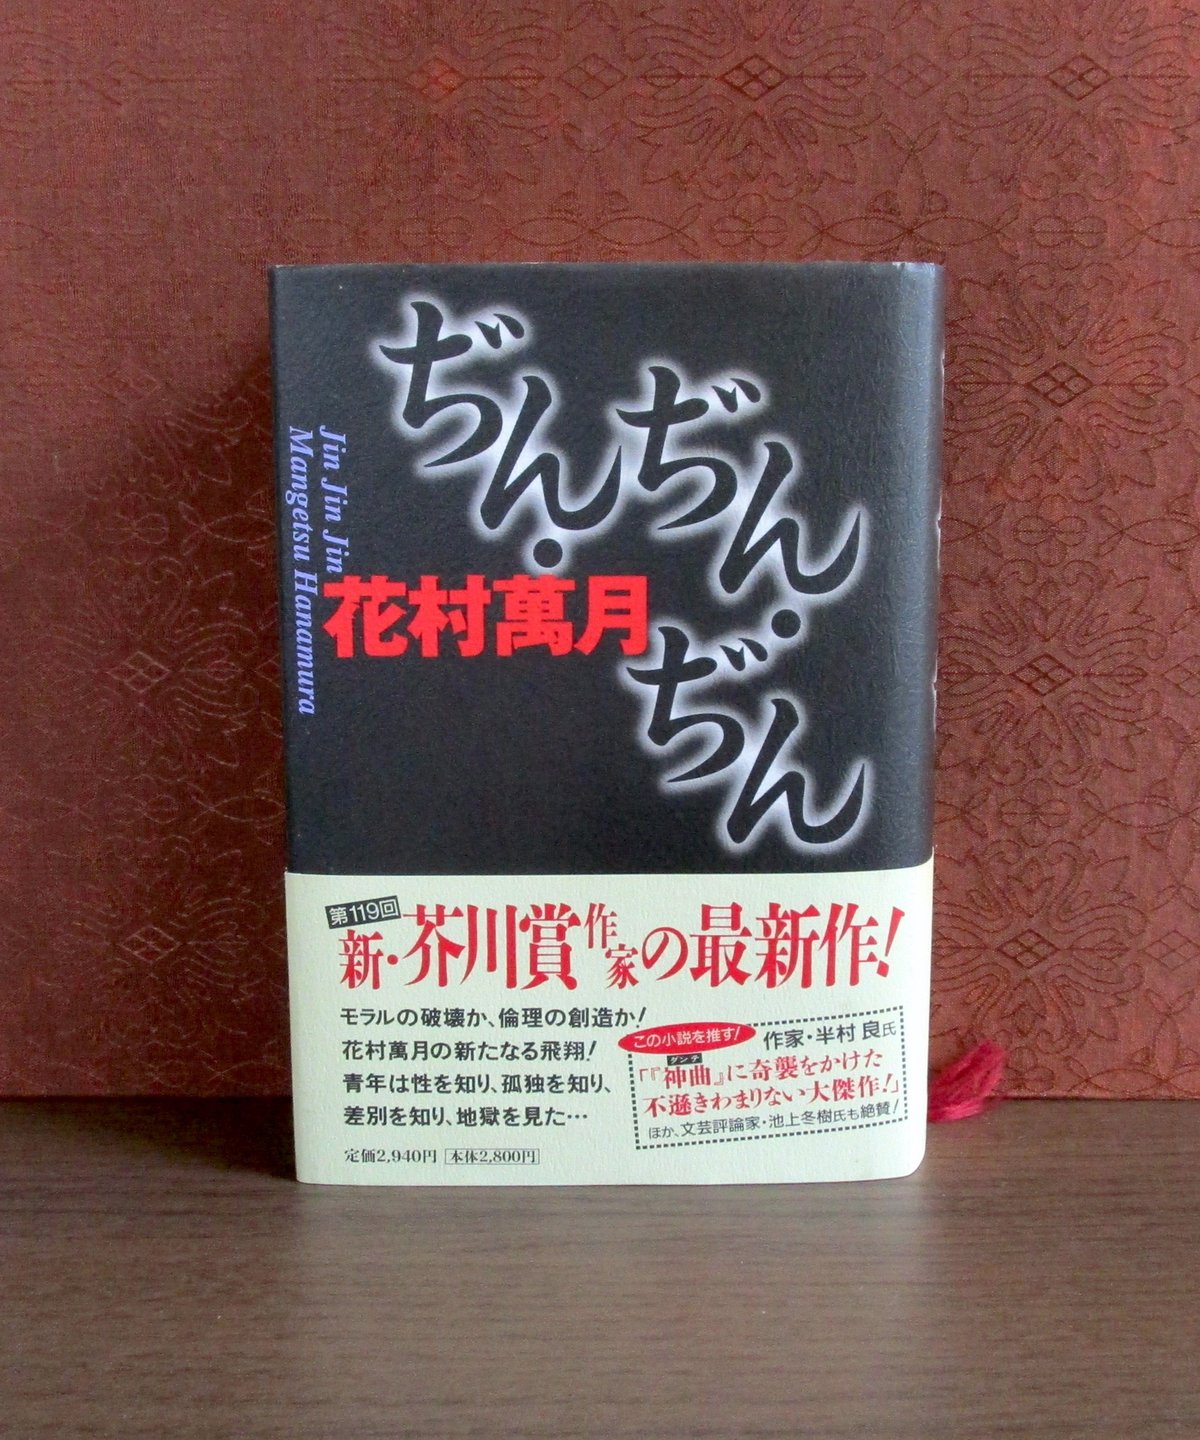 ぢん・ぢん・ぢん
花村萬月
Jin Jin Jin
Mangetsu Hanamura
第119回
新・芥川賞作家の最新作!
モラルの破壊か、倫理の創造か!
花村萬月の新たなる飛翔!
青年は性を知り、孤独を知り、
差別を知り、地獄を見た…
定価2,940円 本体2,800円
この小説を推す!
作家・半村 良氏
ダンテ
「『神曲』に奇襲をかけた
不遜きわまりない大傑作!」
ほか、文芸評論家・池上冬樹氏も絶賛!